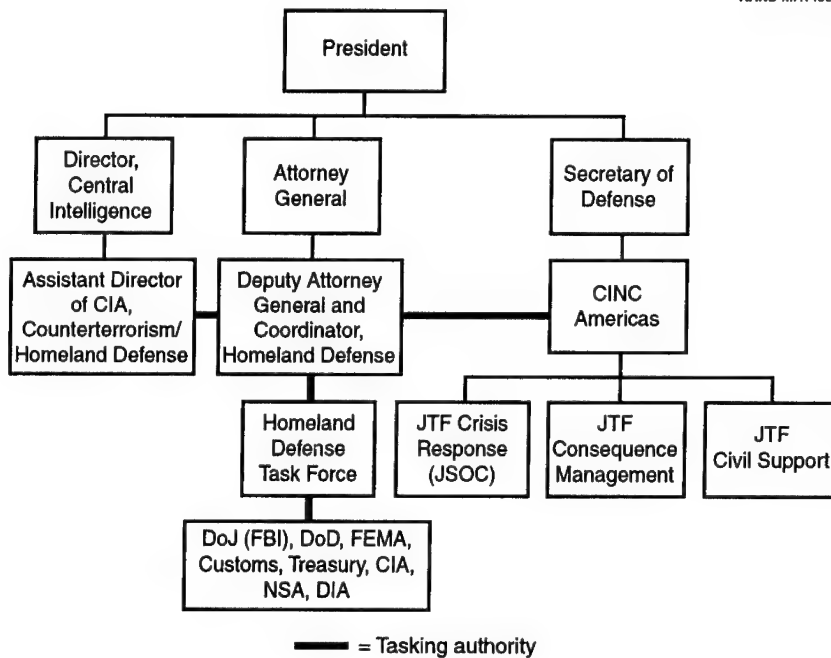 President
Director,
Central
Intelligence
Attorney
General
Secretary of
Defense
Assistant Director
of CIA,
Counterterrorism/
Homeland Defense
Deputy Attorney
General and
Coordinator,
Homeland Defense
CINC
Americas
Homeland
Defense
Task Force
JTF Crisis
Response
(JSOC)
JTF
Consequence
Management
JTF
Civil Support
DoJ (FBI), DoD, FEMA,
Customs, Treasury, CIA,
NSA, DIA
= Tasking authority